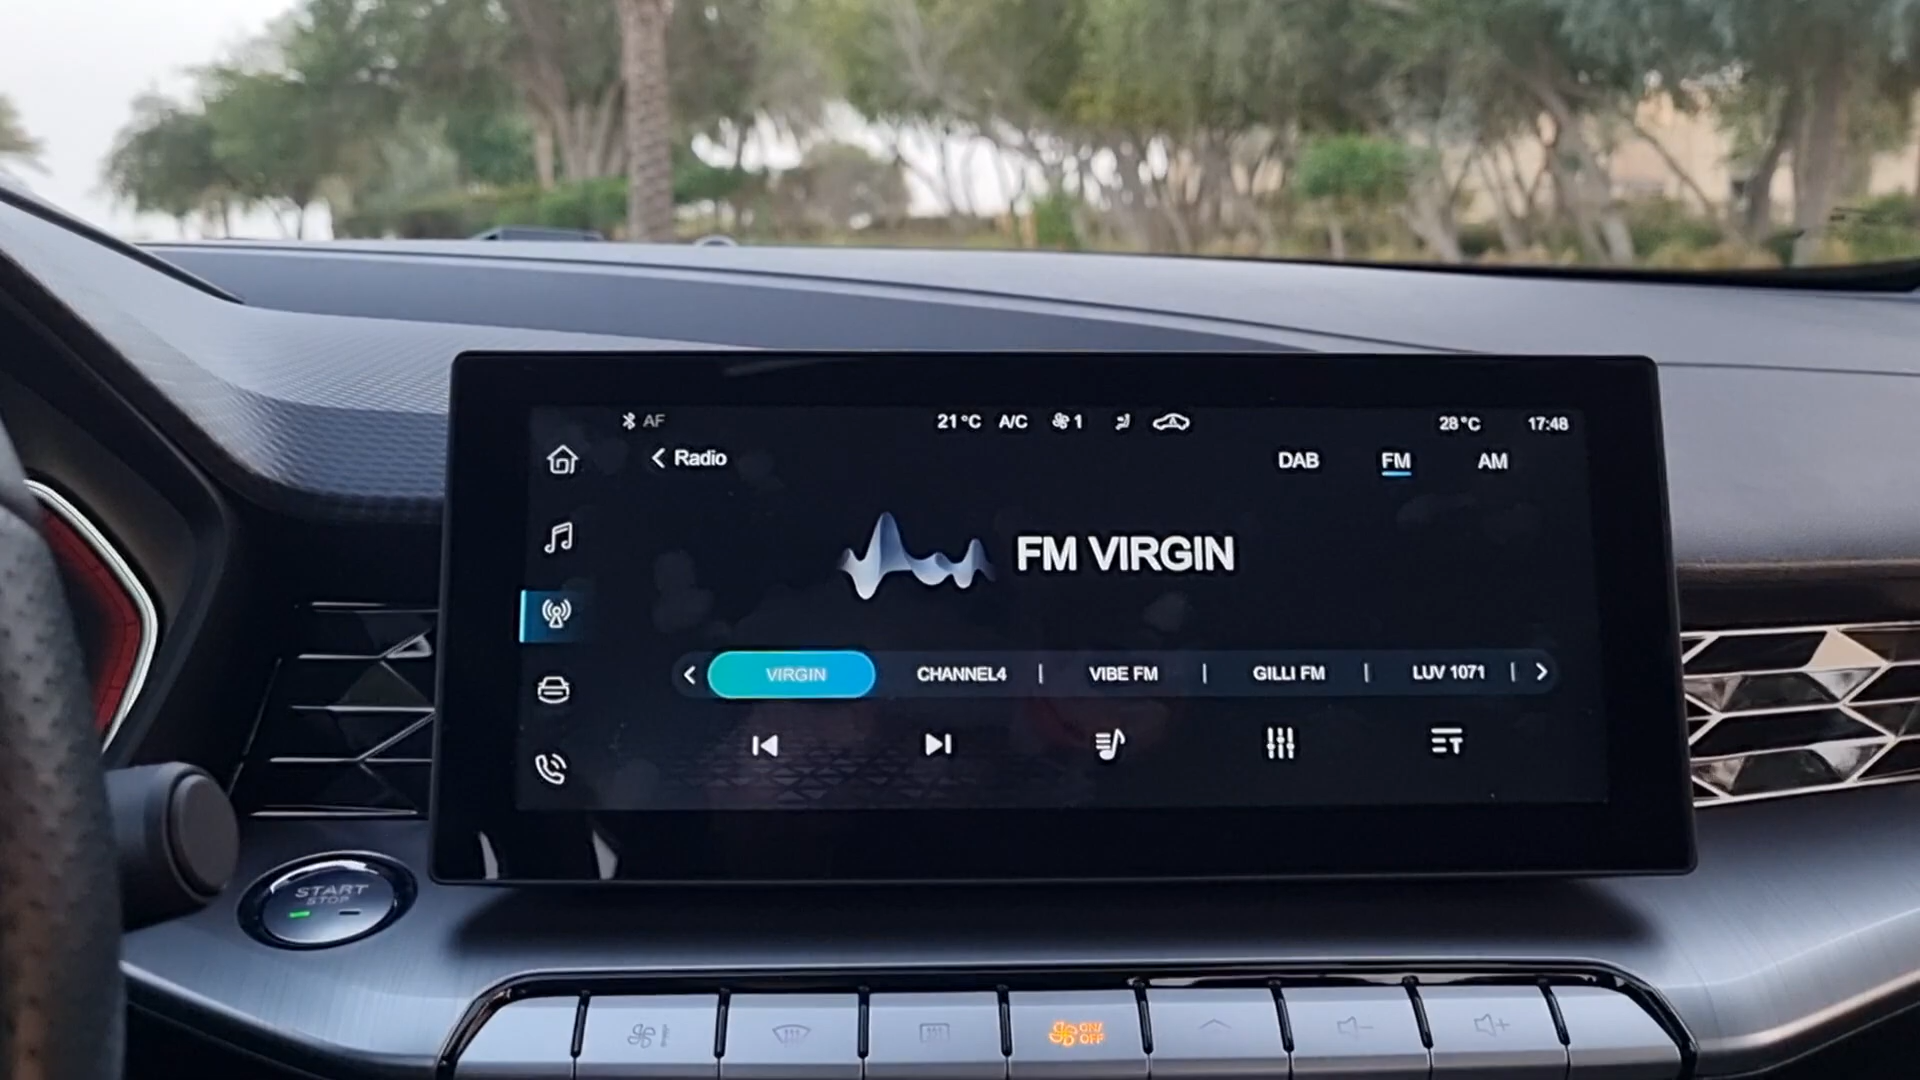 AF 21°C A/C 1 28°C 17:48
Radio DAB FM AM
FM VIRGIN
VIRGIN CHANNEL4 VIBE FM GILLI FM LUV 1071
START
STOP
ON/
OFF